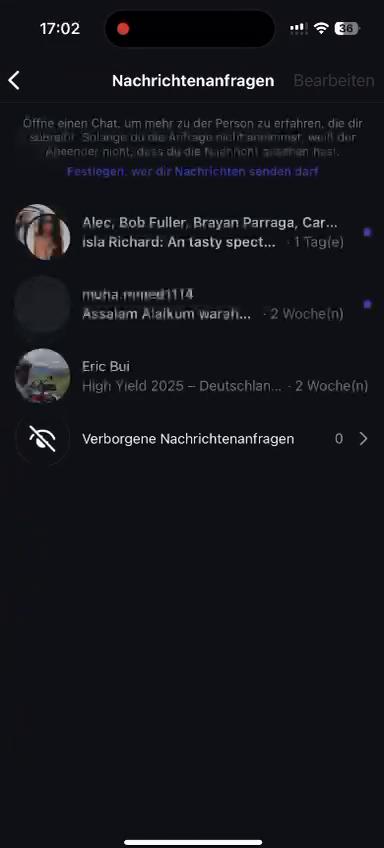 17:02
36
Nachrichtenanfragen
Bearbeiten
Öffne einen Chat, um mehr zu der Person zu erfahren, die dir
schreibt. Solange du die Anfrage nicht annimmst, weiß der
Absender nicht, dass du die Nachricht gesehen hast.
Festlegen, wer dir Nachrichten senden darf
Alec, Bob Fuller, Brayan Parraga, Car...
isla Richard: An tasty spect... · 1 Tag(e)
Assalam Alaikum warah... · 2 Woche(n)
Eric Bui
High Yield 2025 – Deutschlan... · 2 Woche(n)
Verborgene Nachrichtenanfragen
0